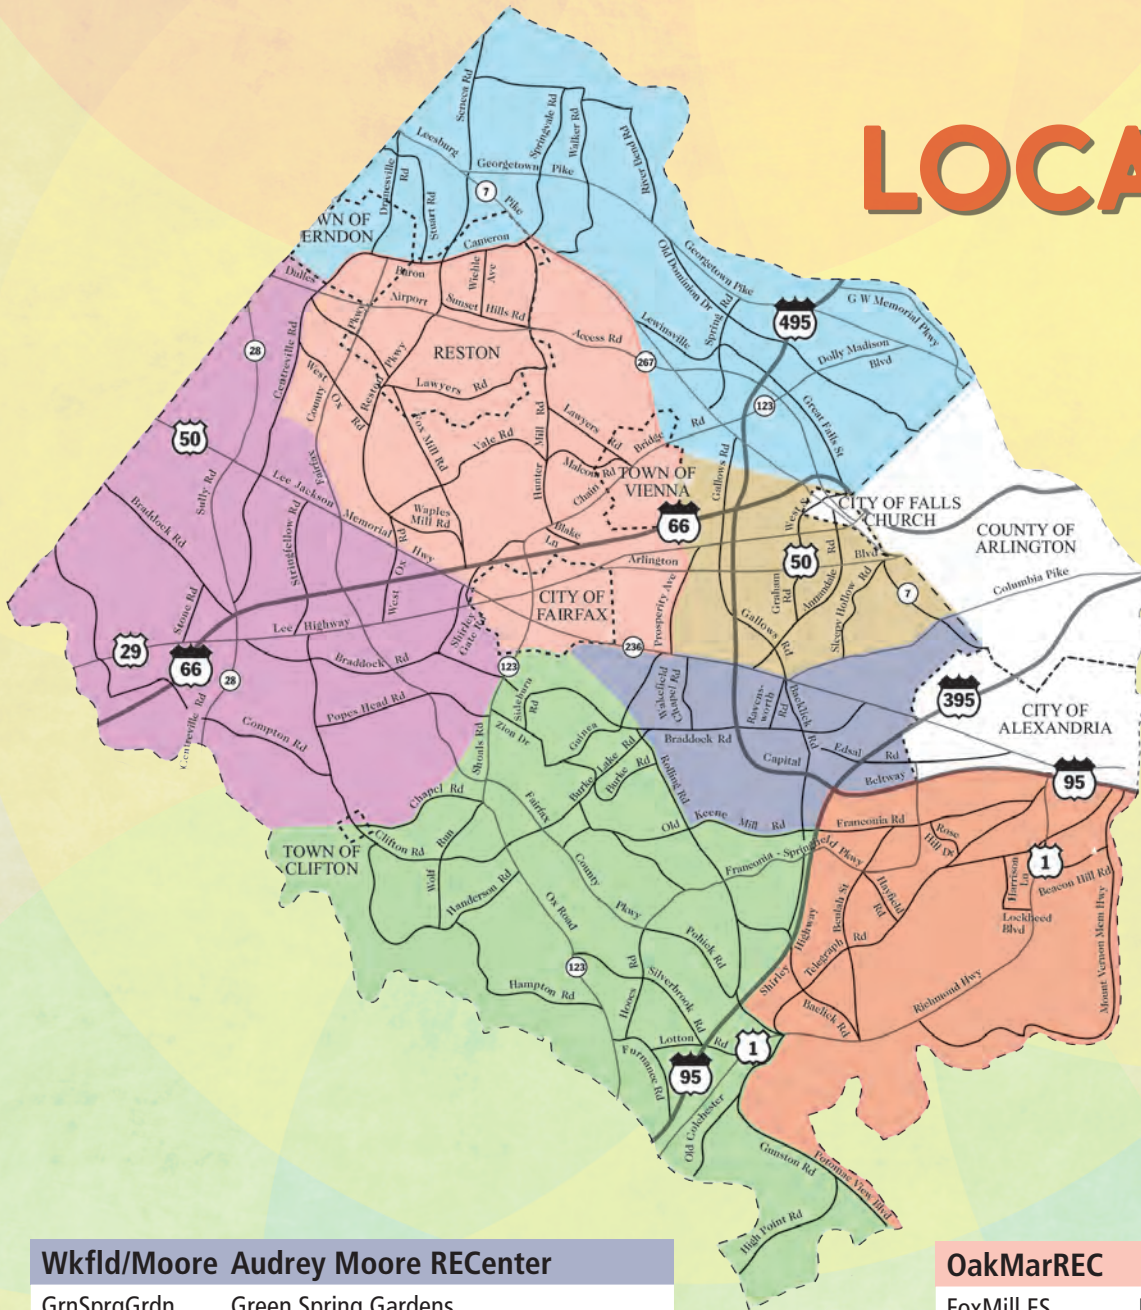 LOCA
Seneca Rd
Leesburg
Pike
Georgetown Pike
Springvale Rd
Walker Rd
River Bend Rd
Dranesville Rd
Stuart Rd
7
WN OF
ERNDON
Cameron
Baron
Wiehle Ave
Old Dominion Dr
Georgetown Pike
G W Memorial Pkwy
495
Dulles
Airport
Access Rd
Sunset Hills Rd
Lewinsville
Spring Rd
Dolly Madison
Blvd
28
Centreville Rd
Pkwy
RESTON
267
123
Great Falls St
West Ox Rd
County
Fairfax
Reston Pkwy
Lawyers Rd
Fox Mill Rd
Vale Rd
Hunter Mill Rd
Lawyers Rd
Malcom Rd
Chain Bridge Rd
Gallows Rd
50
Sully Rd
Lee Jackson
Memorial Hwy
TOWN OF
VIENNA
66
CITY OF FALLS
CHURCH
COUNTY OF
ARLINGTON
Braddock Rd
Stringfellow Rd
Waples
Mill Rd
Blake
Ln
Arlington
Blvd
West
50
Columbia Pike
Stone Rd
West Ox Rd
CITY OF
FAIRFAX
Prosperity Ave
Graham
Rd
Annandale Rd
Sleepy Hollow Rd
7
29
66
Lee Highway
Shirley
Gate
236
Gallows Rd
28
Braddock Rd
123
Sideburn
Rd
Wakefield
Chapel Rd
Ravens-
worth
Rd
Backlick Rd
395
CITY OF
ALEXANDRIA
Centreville Rd
Compton Rd
Popes Head Rd
Zion Dr
Guinea
Braddock Rd
Edsal Rd
Shoals Rd
Burke Lake Rd
Burke Rd
Rolling Rd
Capital
Beltway
95
Chapel Rd
Fairfax
County
Pkwy
Old Keene Mill Rd
Franconia Rd
Rose
Hill Dr
TOWN OF
CLIFTON
Clifton Rd
Wolf Run
Franconia - Springfield Pkwy
1
Harrison
Ln
Beacon Hill Rd
Handerson Rd
Ox Road
Beulah St
Hayfield
Rd
Lockheed
Blvd
Mount Vernon Mem Hwy
Pohick Rd
Shirley Highway
Telegraph Rd
123
Hampton Rd
Hooes Rd
Silverbrook Rd
Backlick Rd
Richmond Hwy
Lotton Rd
1
Furnance Rd
95
Old Colchester
Gunston Rd
Potomac View Blvd
High Point Rd
Wkfld/Moore Audrey Moore RECenter
GrnSprgGrdn Green Spring Gardens
OakMarREC
FoxMill ES